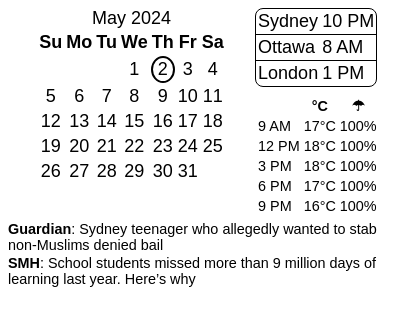 May 2024
Su Mo Tu We Th Fr Sa
1 2 3 4
5 6 7 8 9 10 11
12 13 14 15 16 17 18
19 20 21 22 23 24 25
26 27 28 29 30 31
Sydney 10 PM
Ottawa 8 AM
London 1 PM
°C ☂
9 AM 17°C 100%
12 PM 18°C 100%
3 PM 18°C 100%
6 PM 17°C 100%
9 PM 16°C 100%
Guardian: Sydney teenager who allegedly wanted to stab
non-Muslims denied bail
SMH: School students missed more than 9 million days of
learning last year. Here’s why